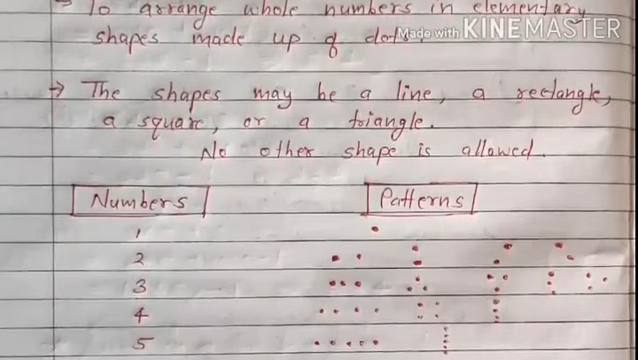 → To arrange whole numbers in elementary
shapes made up of dots.
Made with KINEMASTER
→ The shapes may be a line, a rectangle,
a square, or a triangle.
No other shape is allowed.
Numbers Patterns
1
2
3
4
5